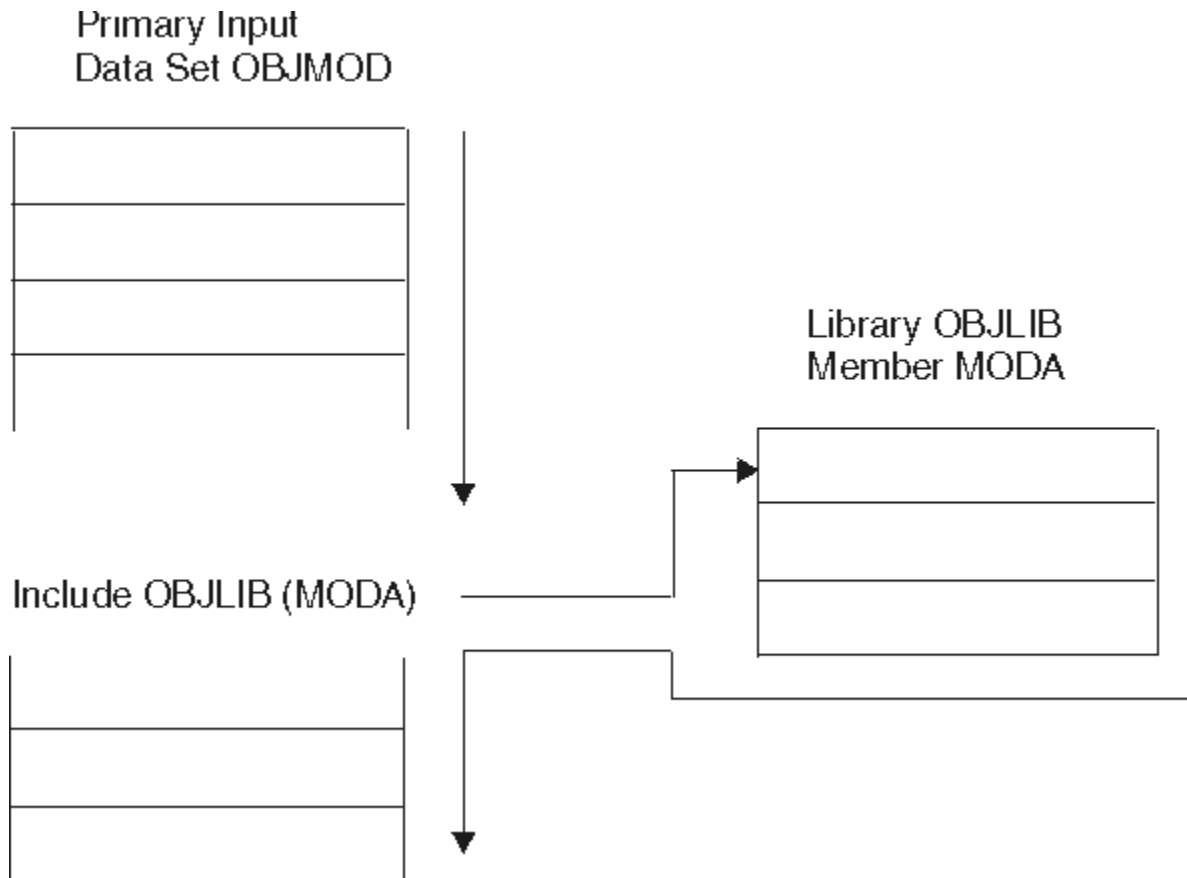 Primary Input
Data Set OBJMOD
Library OBJLIB
Member MODA
Include OBJLIB (MODA)